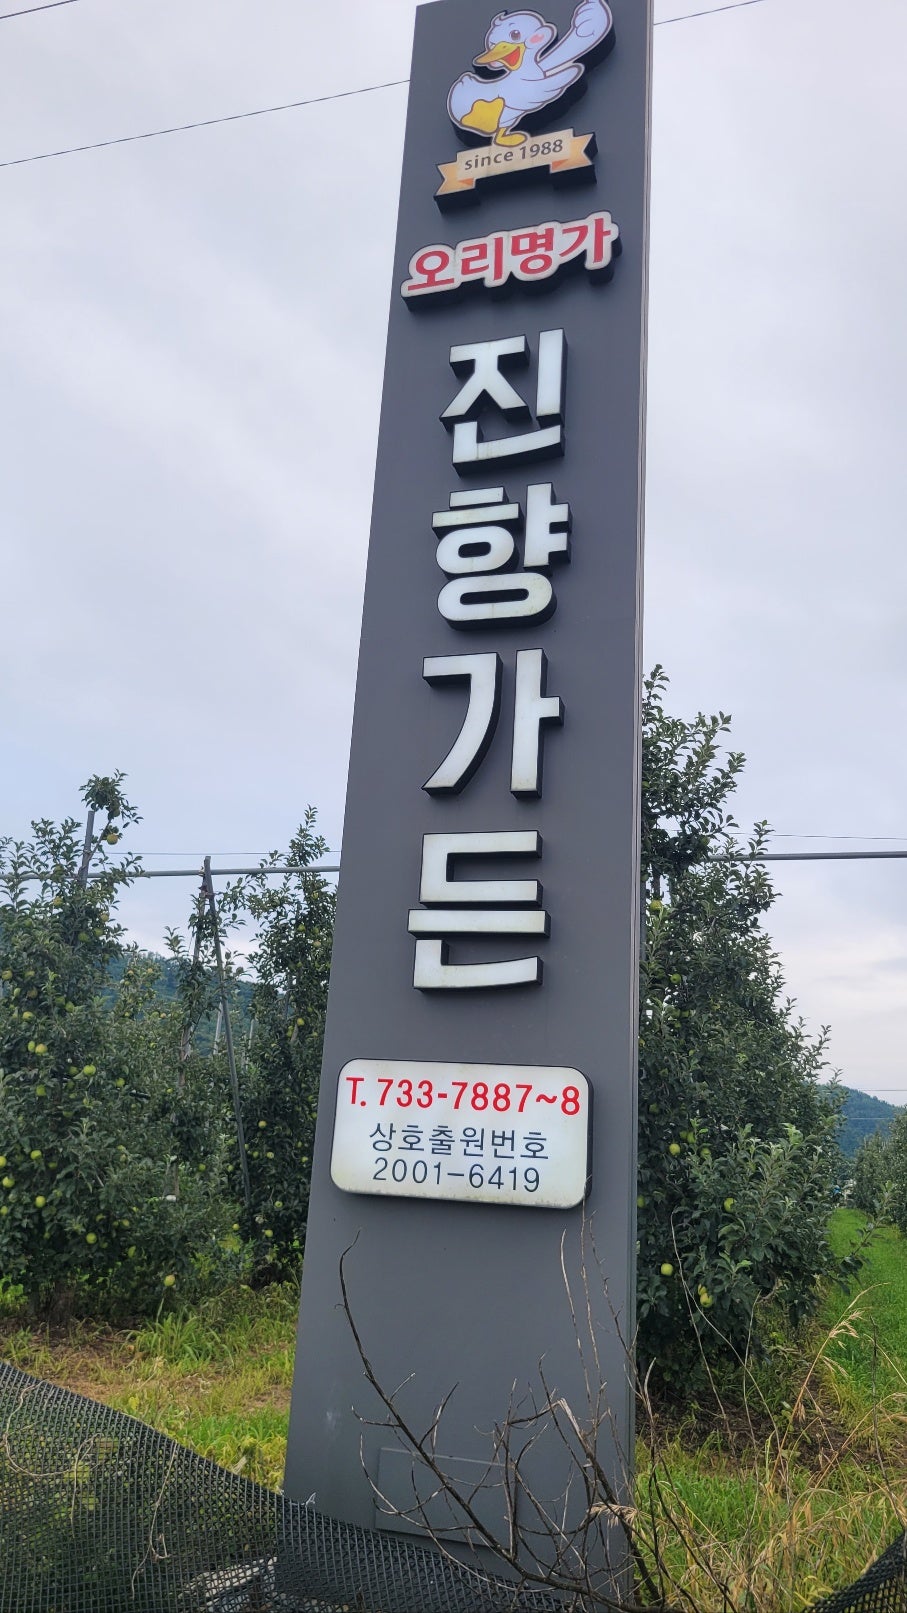 since 1988
오리명가
진향가든
T. 733-7887~8
상호출원번호
2001-6419